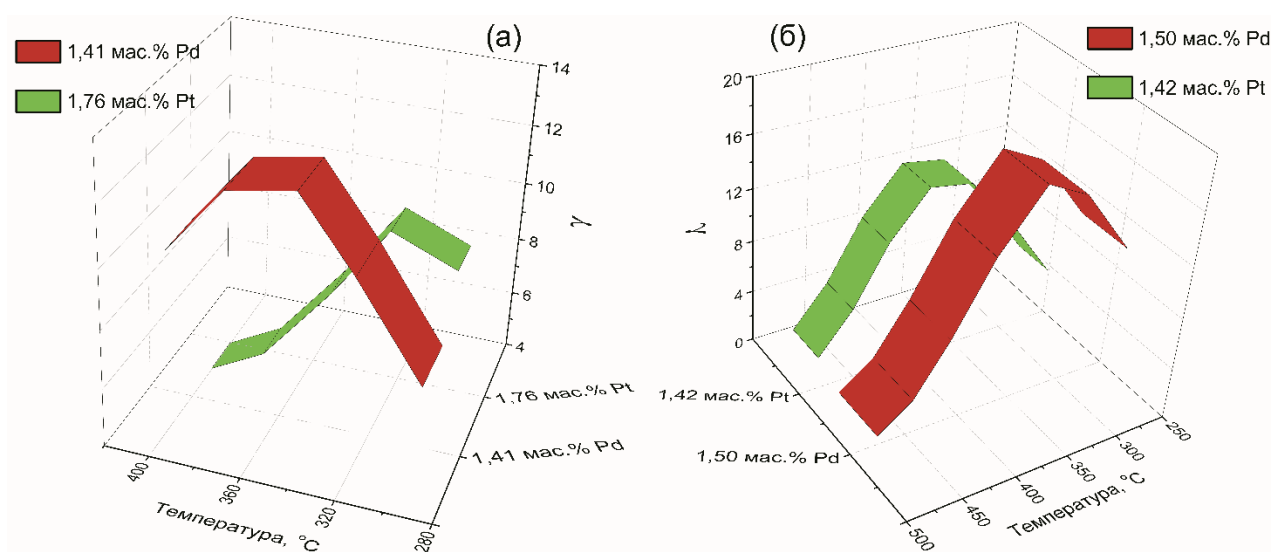 (а)
1,41 мас.% Pd
1,76 мас.% Pt
14
12
10
8
6
4
γ
1,76 мас.% Pt
1,41 мас.% Pd
400
360
320
280
Температура, °C
(б)
1,50 мас.% Pd
1,42 мас.% Pt
20
16
12
8
4
0
γ
1,42 мас.% Pt
1,50 мас.% Pd
500
450
400
350
300
250
Температура, °C